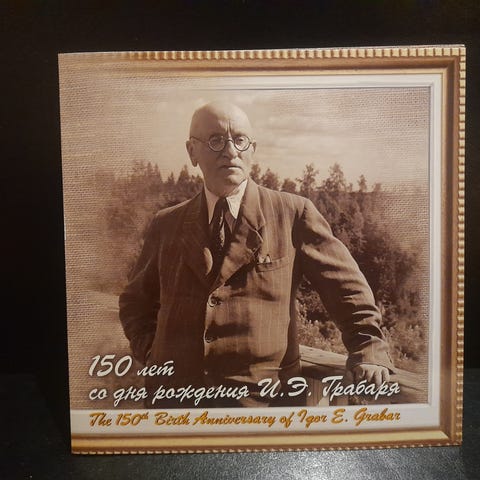 150 лет
со дня рождения И.Э. Грабаря
The 150th Birth Anniversary of Igor E. Grabar